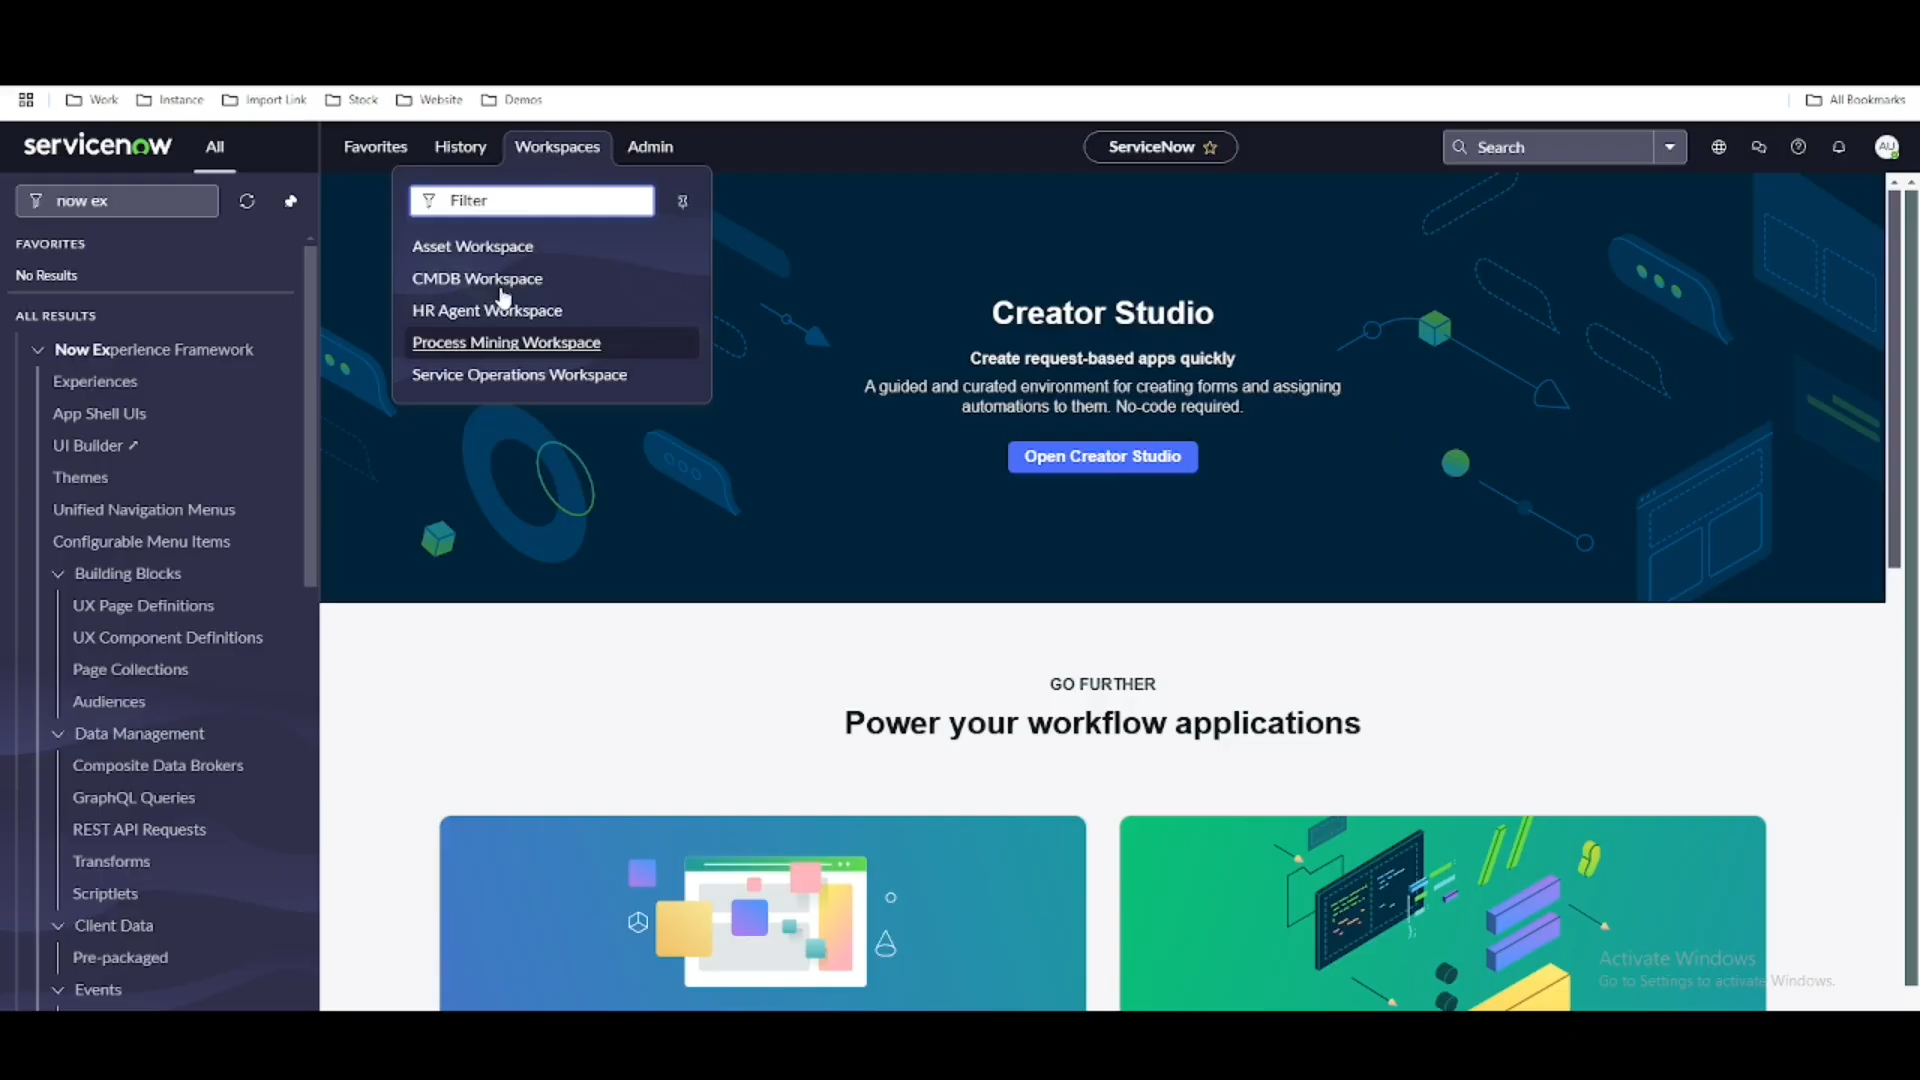 Work Instance Import Link Stock Website Demos All Bookmarks
servicenow All Favorites History Workspaces Admin ServiceNow Search AU
now ex
FAVORITES
No Results
ALL RESULTS
Now Experience Framework
Experiences
App Shell UIs
UI Builder ↗
Themes
Unified Navigation Menus
Configurable Menu Items
Building Blocks
UX Page Definitions
UX Component Definitions
Page Collections
Audiences
Data Management
Composite Data Brokers
GraphQL Queries
REST API Requests
Transforms
Scriptlets
Client Data
Pre-packaged
Events
Filter
Asset Workspace
CMDB Workspace
HR Agent Workspace
Process Mining Workspace
Service Operations Workspace
Creator Studio
Create request-based apps quickly
A guided and curated environment for creating forms and assigning
automations to them. No-code required.
Open Creator Studio
GO FURTHER
Power your workflow applications
Activate Windows
Go to Settings to activate Windows.